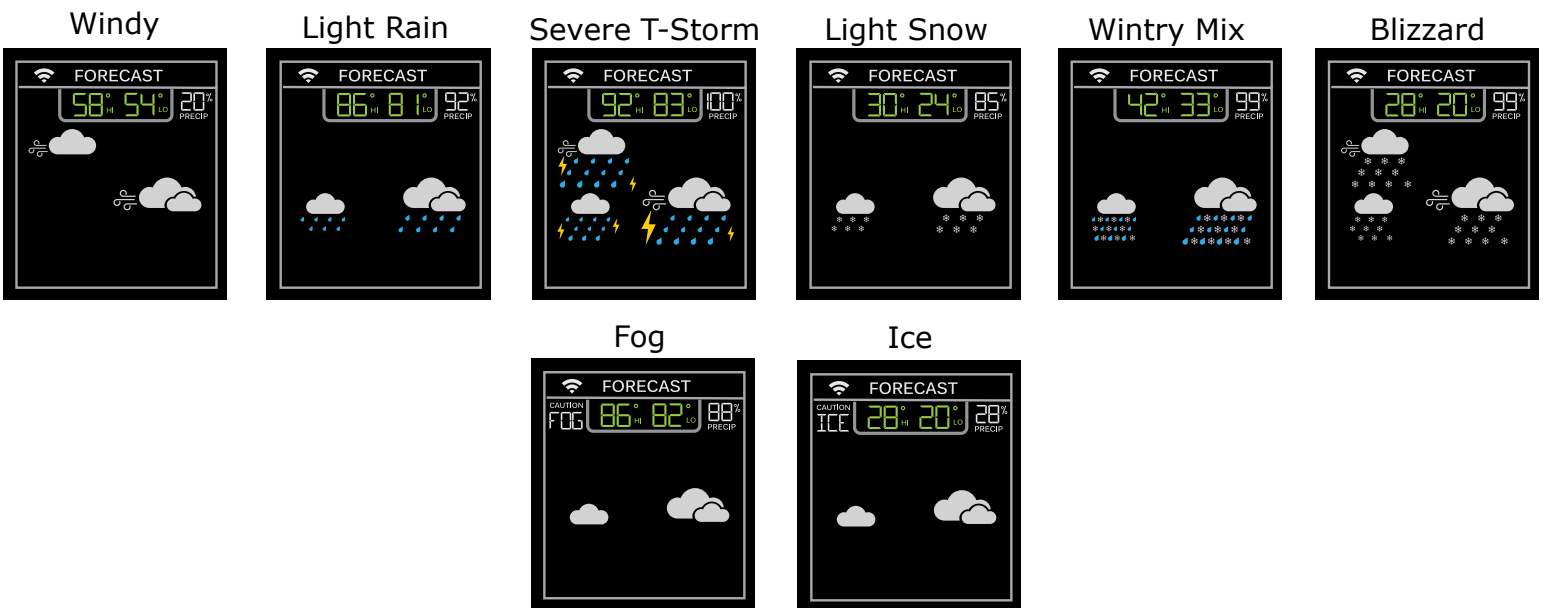 Windy
Light Rain
Severe T-Storm
Light Snow
Wintry Mix
Blizzard
FORECAST
58° HI 54° LO 20% PRECIP
FORECAST
86° HI 81° LO 92% PRECIP
FORECAST
92° HI 83° LO 100% PRECIP
FORECAST
30° HI 24° LO 85% PRECIP
FORECAST
42° HI 33° LO 99% PRECIP
FORECAST
28° HI 20° LO 99% PRECIP
Fog
Ice
FORECAST
CAUTION FOG 86° HI 82° LO 88% PRECIP
FORECAST
CAUTION ICE 28° HI 20° LO 28% PRECIP